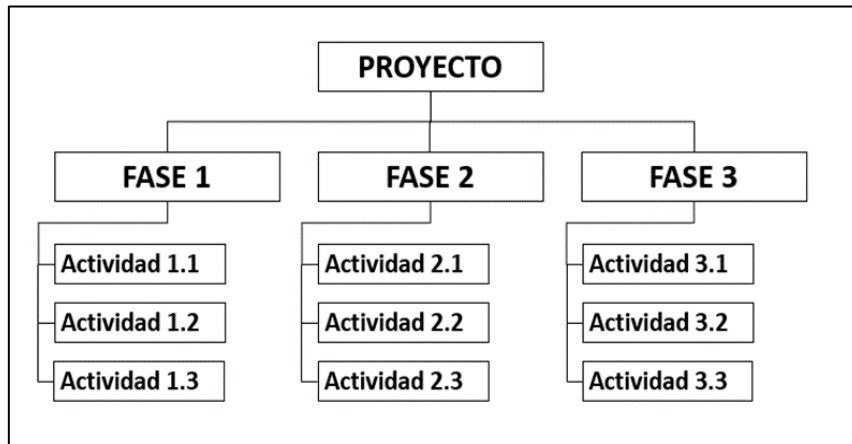 PROYECTO
FASE 1
FASE 2
FASE 3
Actividad 1.1
Actividad 2.1
Actividad 3.1
Actividad 1.2
Actividad 2.2
Actividad 3.2
Actividad 1.3
Actividad 2.3
Actividad 3.3